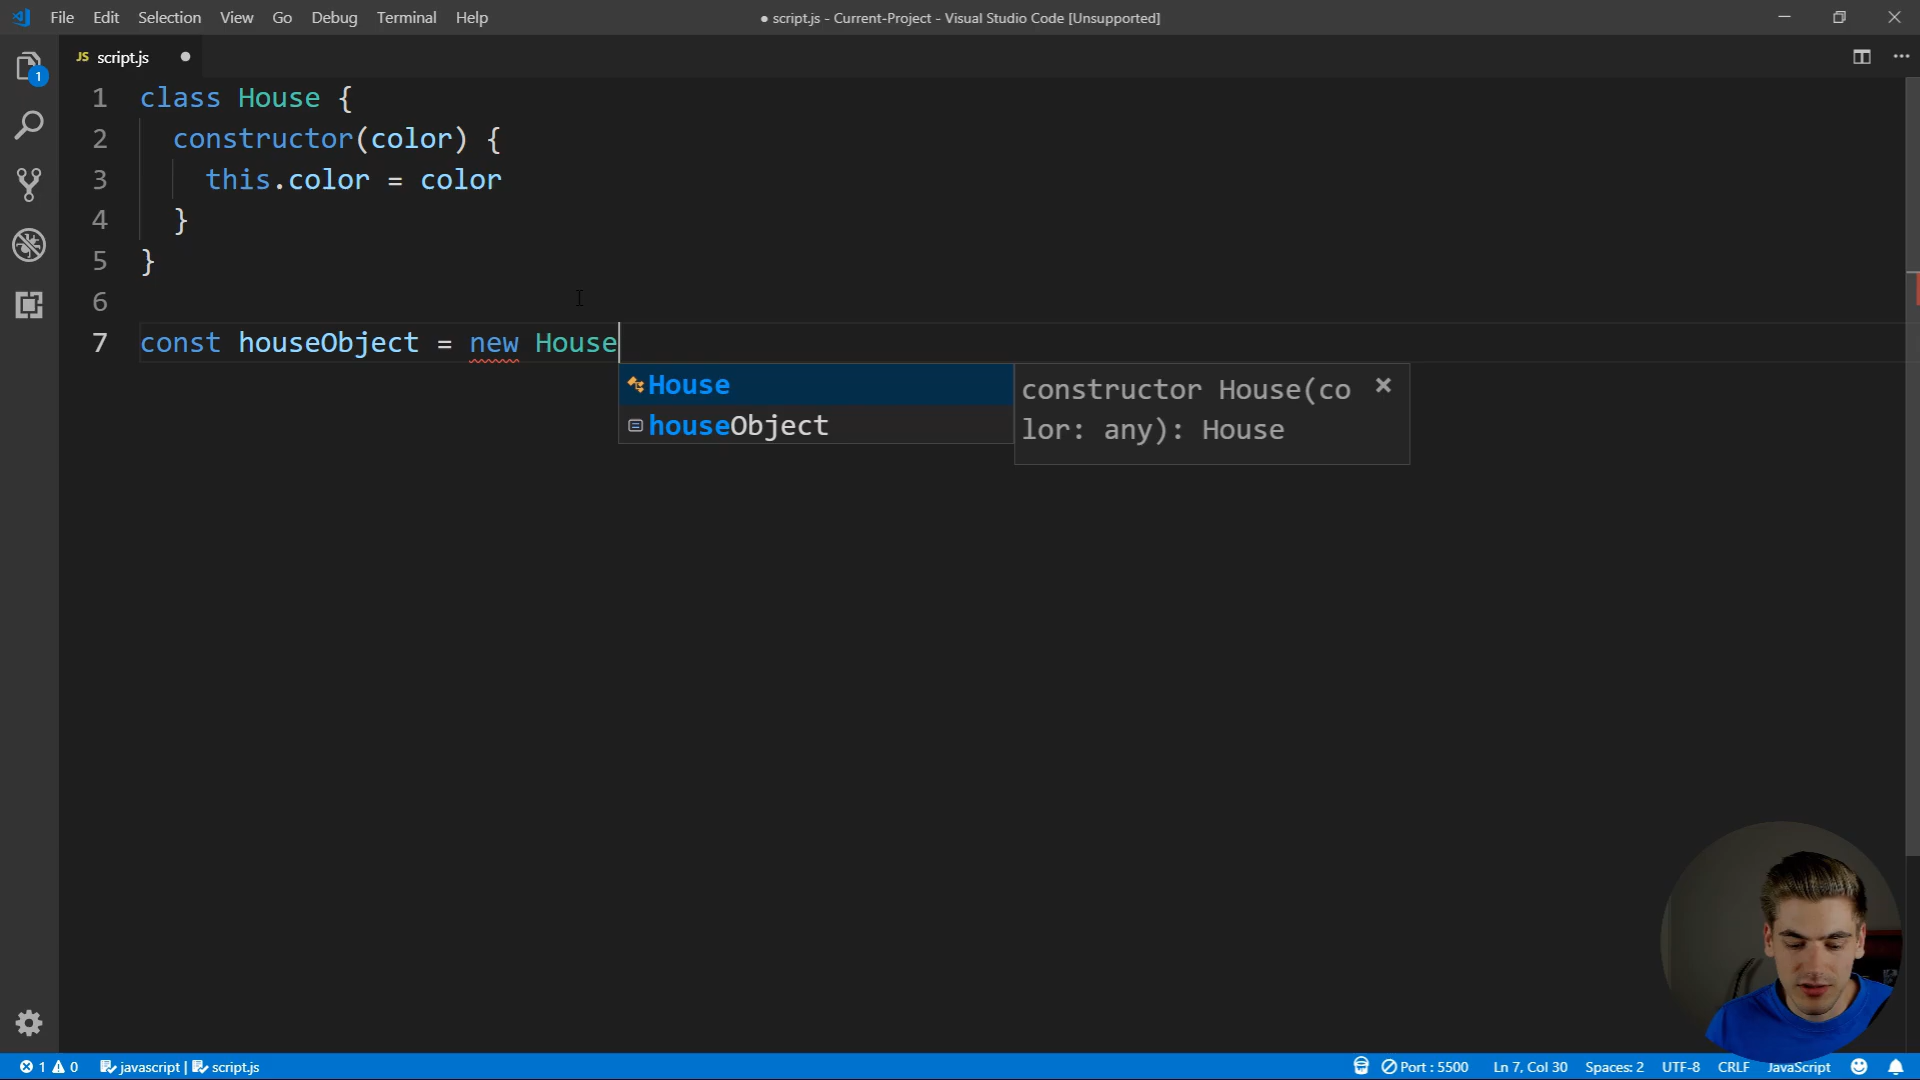 File Edit Selection View Go Debug Terminal Help
● script.js - Current-Project - Visual Studio Code [Unsupported]
1
JS script.js ●
1 class House {
2 constructor(color) {
3 this.color = color
4 }
5 }
6
7 const houseObject = new House
House
houseObject
constructor House(co
lor: any): House
1 0 javascript | script.js Port : 5500 Ln 7, Col 30 Spaces: 2 UTF-8 CRLF JavaScript